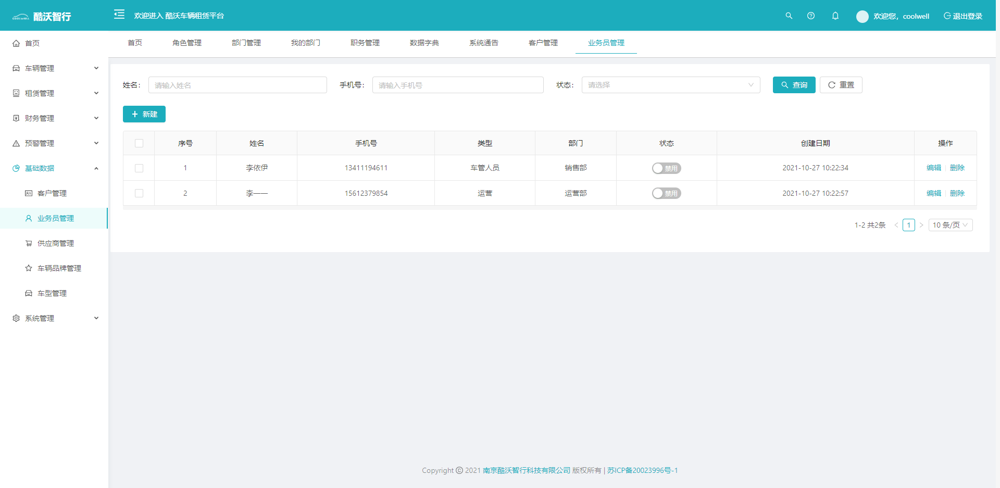 COOLWELL 酷沃智行
欢迎进入 酷沃车辆租赁平台
欢迎您，coolwell
退出登录
首页
车辆管理
租赁管理
财务管理
预警管理
基础数据
客户管理
业务员管理
供应商管理
车辆品牌管理
车型管理
系统管理
首页 角色管理 部门管理 我的部门 职务管理 数据字典 系统通告 客户管理 业务员管理
姓名： 请输入姓名 手机号： 请输入手机号 状态： 请选择 查询 重置
新建
序号 姓名 手机号 类型 部门 状态 创建日期 操作
1 李依伊 13411194611 车管人员 销售部 禁用 2021-10-27 10:22:34 编辑 删除
2 李一一 15612379854 运营 运营部 禁用 2021-10-27 10:22:57 编辑 删除
1-2 共2条 < 1 > 10 条/页
Copyright © 2021 南京酷沃智行科技有限公司 版权所有 | 苏ICP备20023996号-1